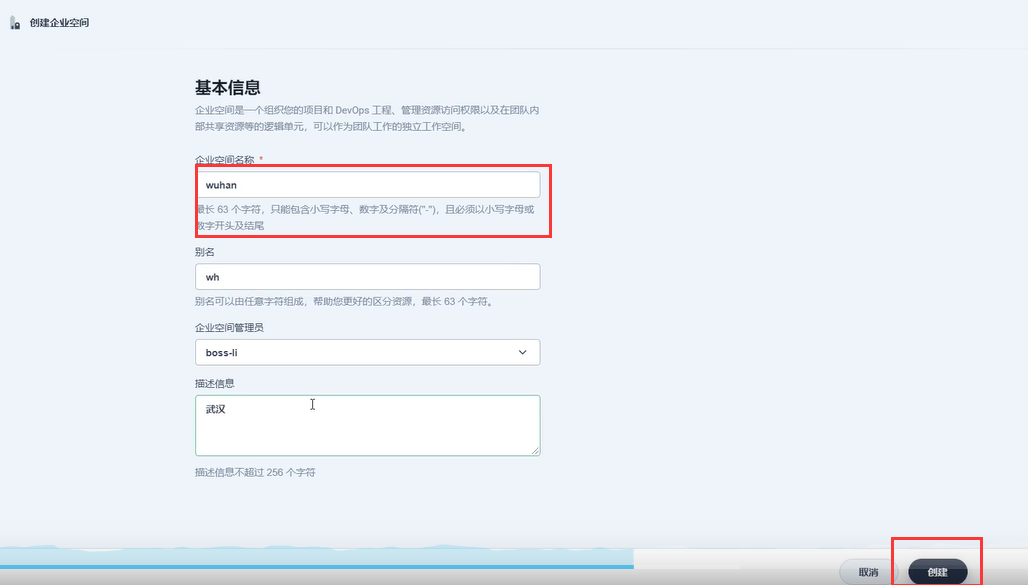 创建企业空间
基本信息
企业空间是一个组织您的项目和 DevOps 工程、管理资源访问权限以及在团队内
部共享资源等的逻辑单元，可以作为团队工作的独立工作空间。
企业空间名称 *
wuhan
最长 63 个字符，只能包含小写字母、数字及分隔符("-")，且必须以小写字母或
数字开头及结尾
别名
wh
别名可以由任意字符组成，帮助您更好的区分资源，最长 63 个字符。
企业空间管理员
boss-li
描述信息
武汉
描述信息不超过 256 个字符
取消
创建